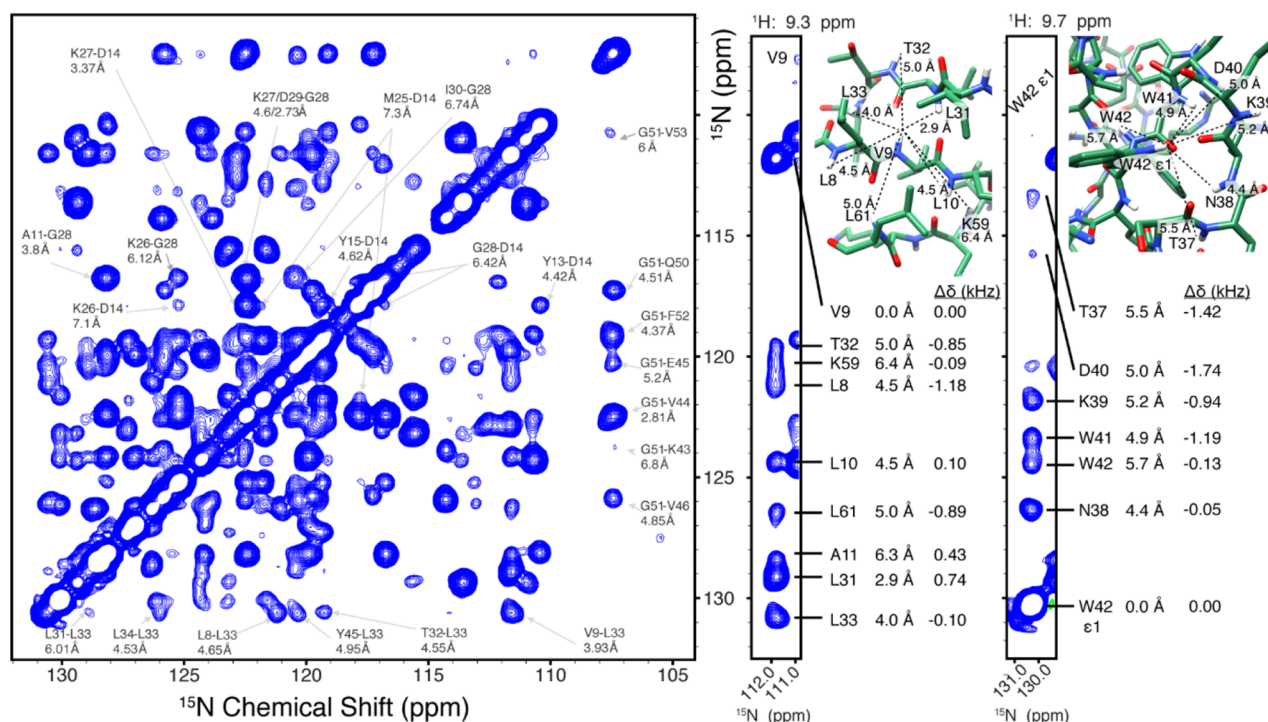 K27-D14
3.37Å
K27/D29-G28
4.6/2.73Å
M25-D14
7.3Å
I30-G28
6.74Å
G51-V53
6Å
A11-G28
3.8Å
K26-G28
6.12Å
Y15-D14
4.62Å
G28-D14
6.42Å
Y13-D14
4.42Å
G51-Q50
4.51Å
K26-D14
7.1Å
G51-F52
4.37Å
G51-E45
5.2Å
G51-V44
2.81Å
G51-K43
6.8Å
G51-V46
4.85Å
L31-L33
6.01Å
L34-L33
4.53Å
L8-L33
4.65Å
Y45-L33
4.95Å
T32-L33
4.55Å
V9-L33
3.93Å
130 125 120 115 110 105
¹⁵N Chemical Shift (ppm)
¹⁵N (ppm)
115
120
125
130
¹H: 9.3 ppm
V9
T32
5.0 Å
L33
4.0 Å
L31
2.9 Å
V9
L8
4.5 Å
4.5 Å
L10
5.0 Å
L61
K59
6.4 Å
Δδ (kHz)
V9 0.0 Å 0.00
T32 5.0 Å -0.85
K59 6.4 Å -0.09
L8 4.5 Å -1.18
L10 4.5 Å 0.10
L61 5.0 Å -0.89
A11 6.3 Å 0.43
L31 2.9 Å 0.74
L33 4.0 Å -0.10
112.0 111.0
¹⁵N (ppm)
¹H: 9.7 ppm
W42 ε1
D40
5.0 Å
W41
4.9 Å
K39
5.2 Å
W42
5.7 Å
W42 ε1
4.4 Å
N38
5.5 Å
T37
Δδ (kHz)
T37 5.5 Å -1.42
D40 5.0 Å -1.74
K39 5.2 Å -0.94
W41 4.9 Å -1.19
W42 5.7 Å -0.13
N38 4.4 Å -0.05
W42 0.0 Å 0.00
ε1
131.0 130.0
¹⁵N (ppm)